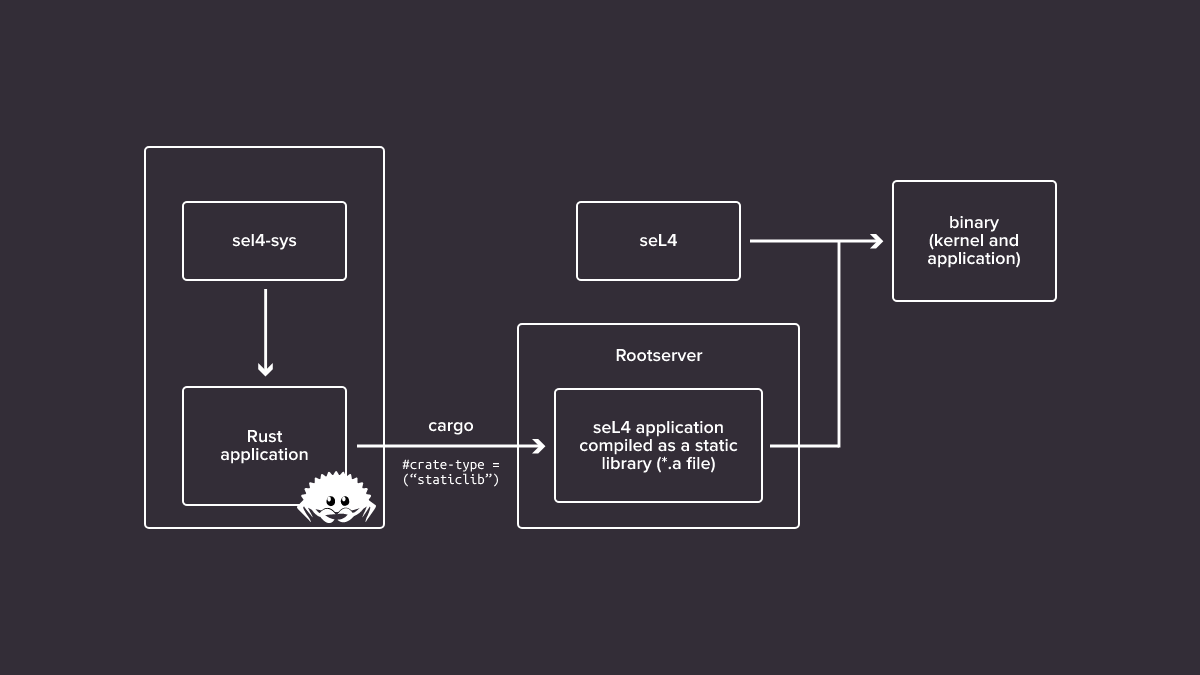 sel4-sys
Rust
application
cargo
#crate-type =
(“staticlib”)
seL4
Rootserver
seL4 application
compiled as a static
library (*.a file)
binary
(kernel and
application)